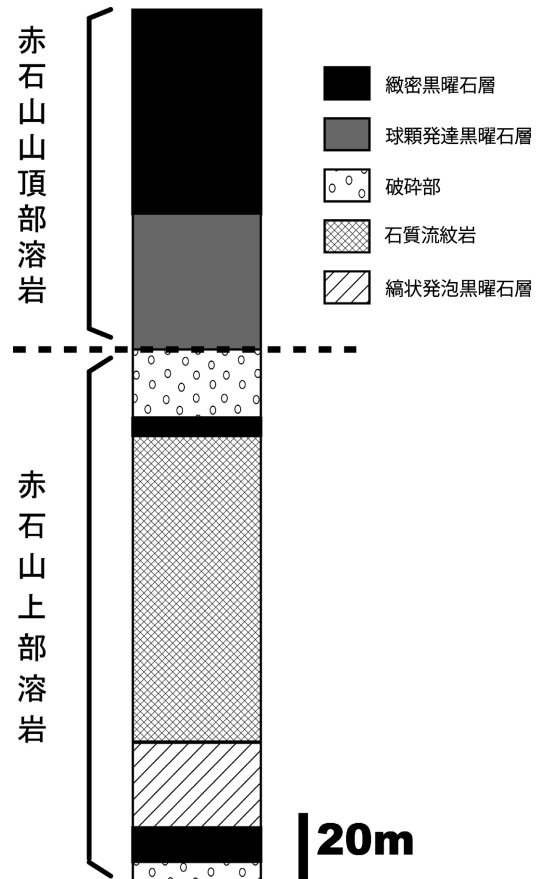 赤石山山頂部溶岩
赤石山上部溶岩
緻密黒曜石層
球顆発達黒曜石層
破砕部
石質流紋岩
縞状発泡黒曜石層
20m